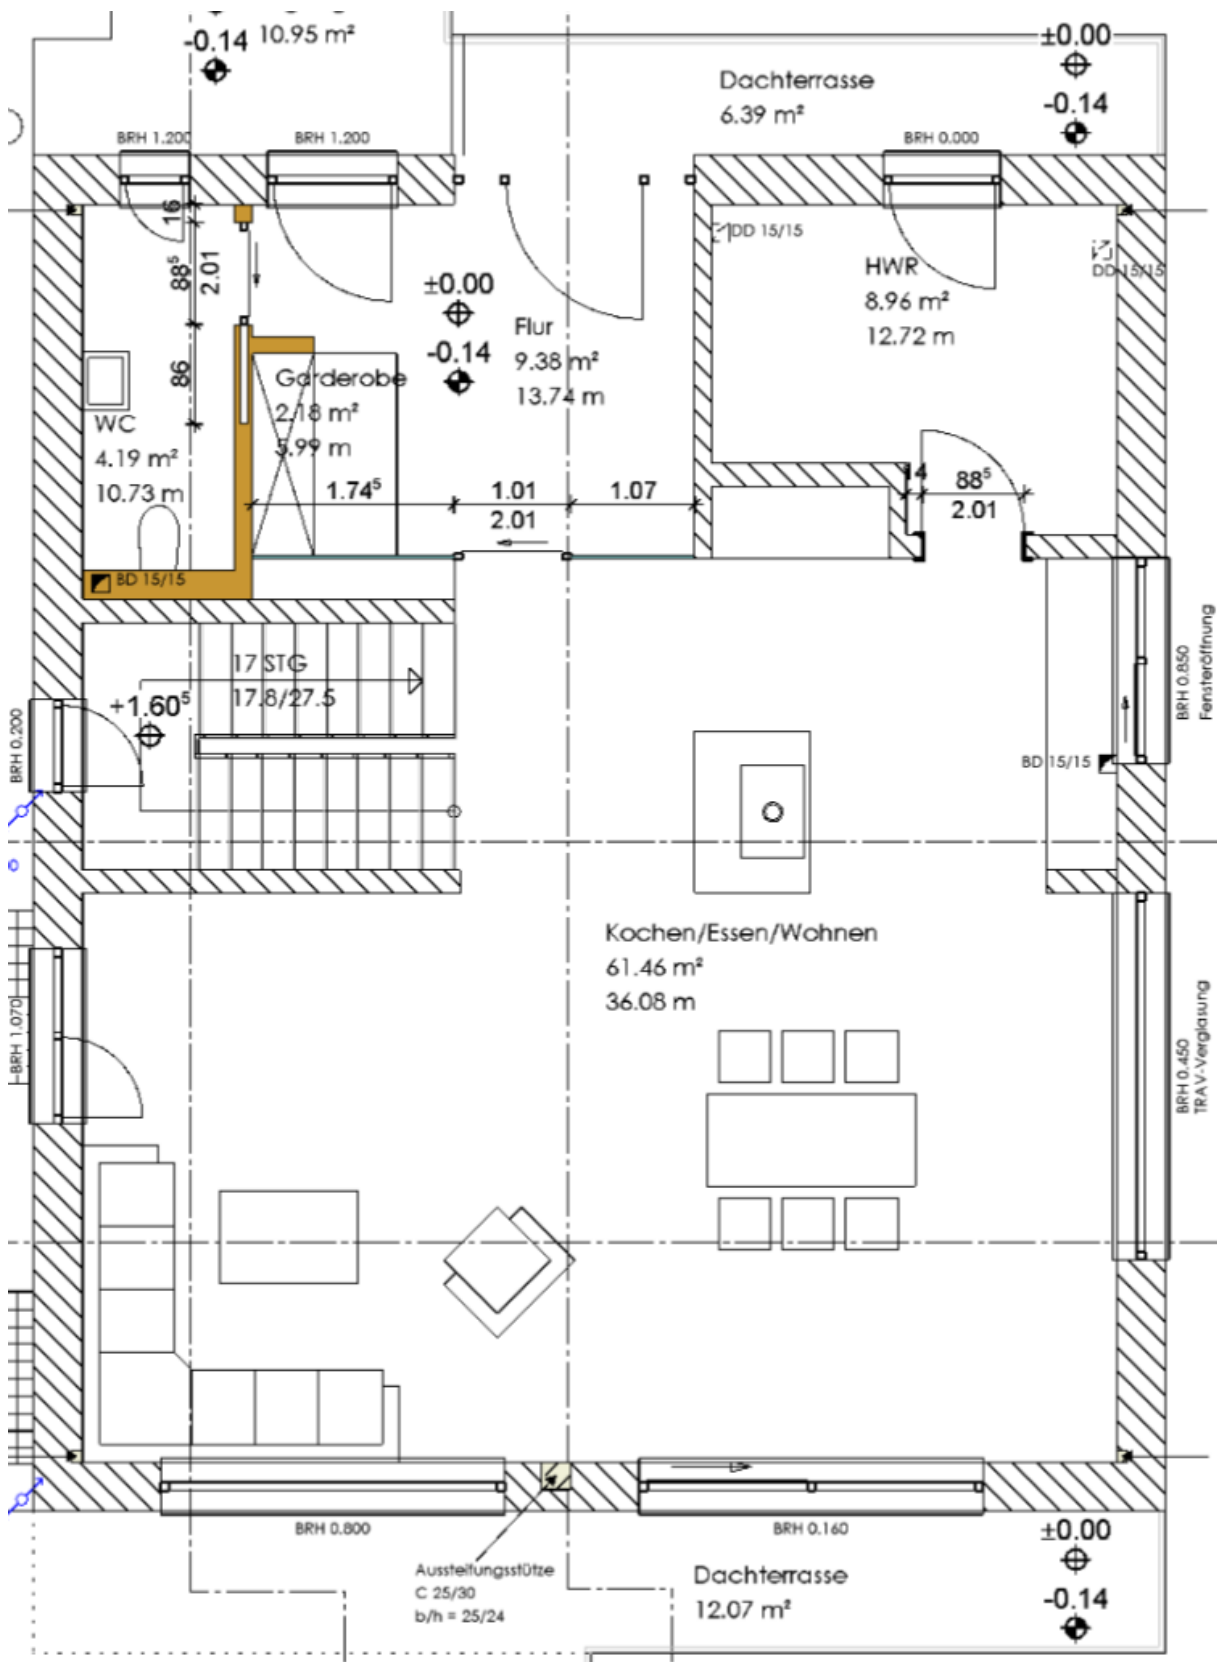 -0.14
10.95 m²
±0.00
-0.14
Dachterrasse
6.39 m²
BRH 1.200
BRH 1.200
BRH 0.000
16
88⁵
2.01
86
DD 15/15
DD 15/15
HWR
8.96 m²
12.72 m
±0.00
-0.14
Flur
9.38 m²
13.74 m
Garderobe
2.18 m²
5.99 m
WC
4.19 m²
10.73 m
1.74⁵
1.01
2.01
1.07
14
88⁵
2.01
BD 15/15
17 STG
17.8/27.5
+1.60⁵
BRH 0.200
BRH 0.850
Fensteröffnung
BD 15/15
Kochen/Essen/Wohnen
61.46 m²
36.08 m
BRH 1.070
BRH 0.450
TRAV-Verglasung
BRH 0.800
BRH 0.160
Aussteifungsstütze
C 25/30
b/h = 25/24
Dachterrasse
12.07 m²
±0.00
-0.14